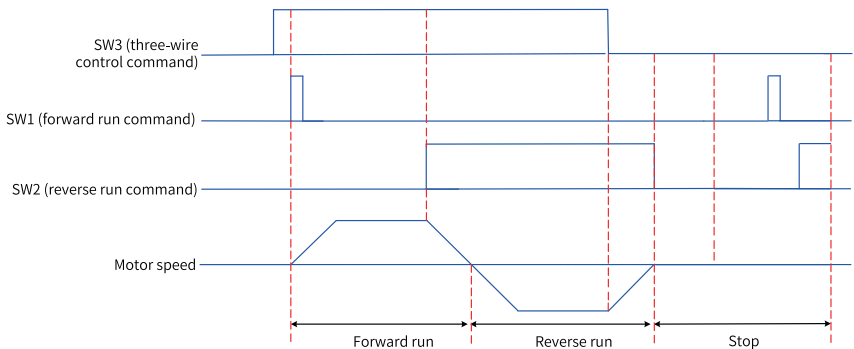 SW3 (three-wire
control command)
SW1 (forward run command)
SW2 (reverse run command)
Motor speed
Forward run
Reverse run
Stop